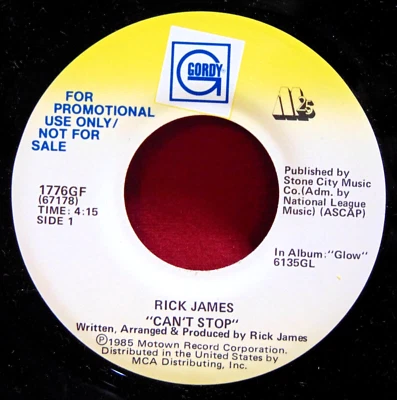 GORDY
G
M 25
FOR
PROMOTIONAL
USE ONLY/
NOT FOR
SALE
1776GF
(67178)
TIME: 4:15
SIDE 1
Published by
Stone City Music
Co.(Adm. by
National League
Music) (ASCAP)
In Album:"Glow"
6135GL
RICK JAMES
"CAN'T STOP"
Written, Arranged & Produced by Rick James
℗1985 Motown Record Corporation.
Distributed in the United States by
MCA Distributing, Inc.